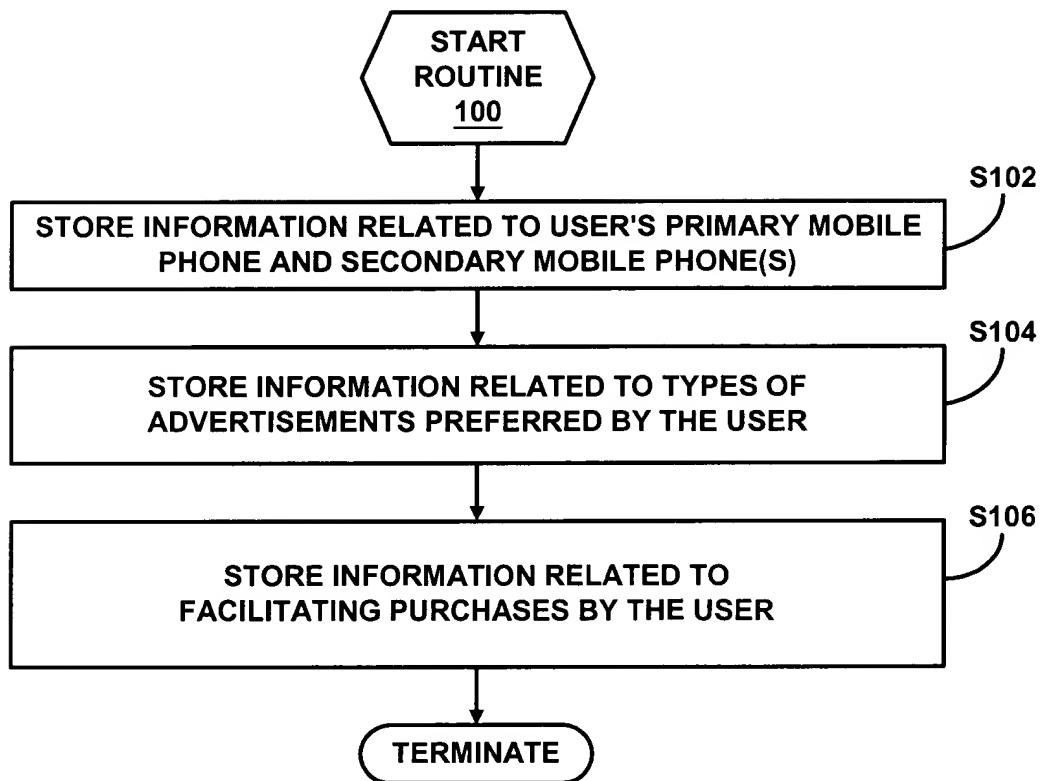 START
ROUTINE
100
S102
STORE INFORMATION RELATED TO USER'S PRIMARY MOBILE
PHONE AND SECONDARY MOBILE PHONE(S)
S104
STORE INFORMATION RELATED TO TYPES OF
ADVERTISEMENTS PREFERRED BY THE USER
S106
STORE INFORMATION RELATED TO
FACILITATING PURCHASES BY THE USER
TERMINATE